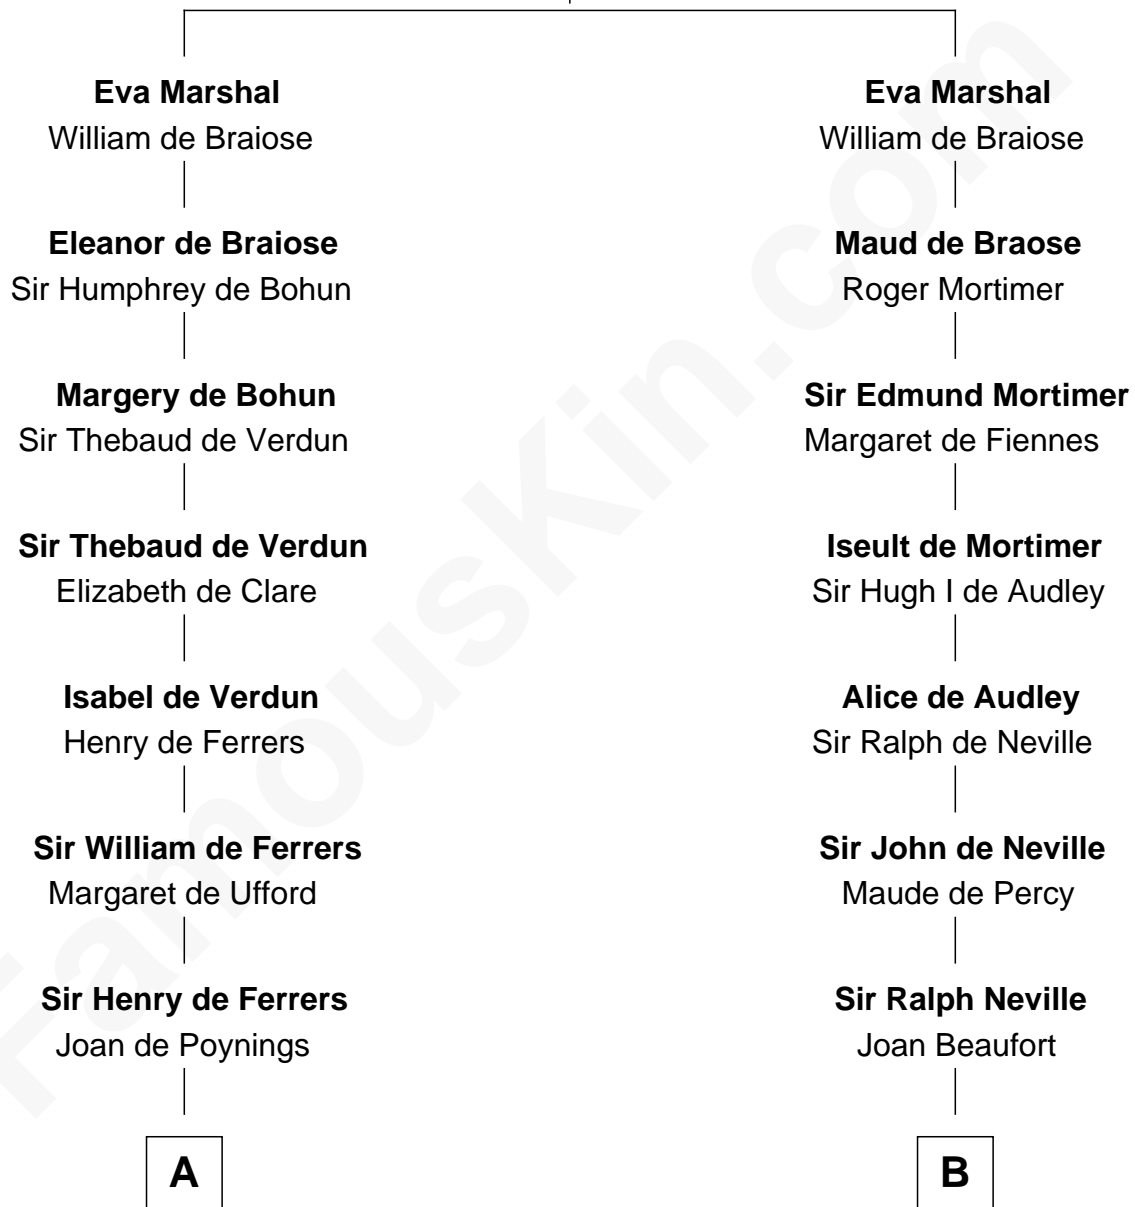 Eva Marshal
William de Braiose
Eleanor de Braiose
Sir Humphrey de Bohun
Margery de Bohun
Sir Thebaud de Verdun
Sir Thebaud de Verdun
Elizabeth de Clare
Isabel de Verdun
Henry de Ferrers
Sir William de Ferrers
Margaret de Ufford
Sir Henry de Ferrers
Joan de Poynings
A
Eva Marshal
William de Braiose
Maud de Braose
Roger Mortimer
Sir Edmund Mortimer
Margaret de Fiennes
Iseult de Mortimer
Sir Hugh I de Audley
Alice de Audley
Sir Ralph de Neville
Sir John de Neville
Maude de Percy
Sir Ralph Neville
Joan Beaufort
B
FamousKin.com